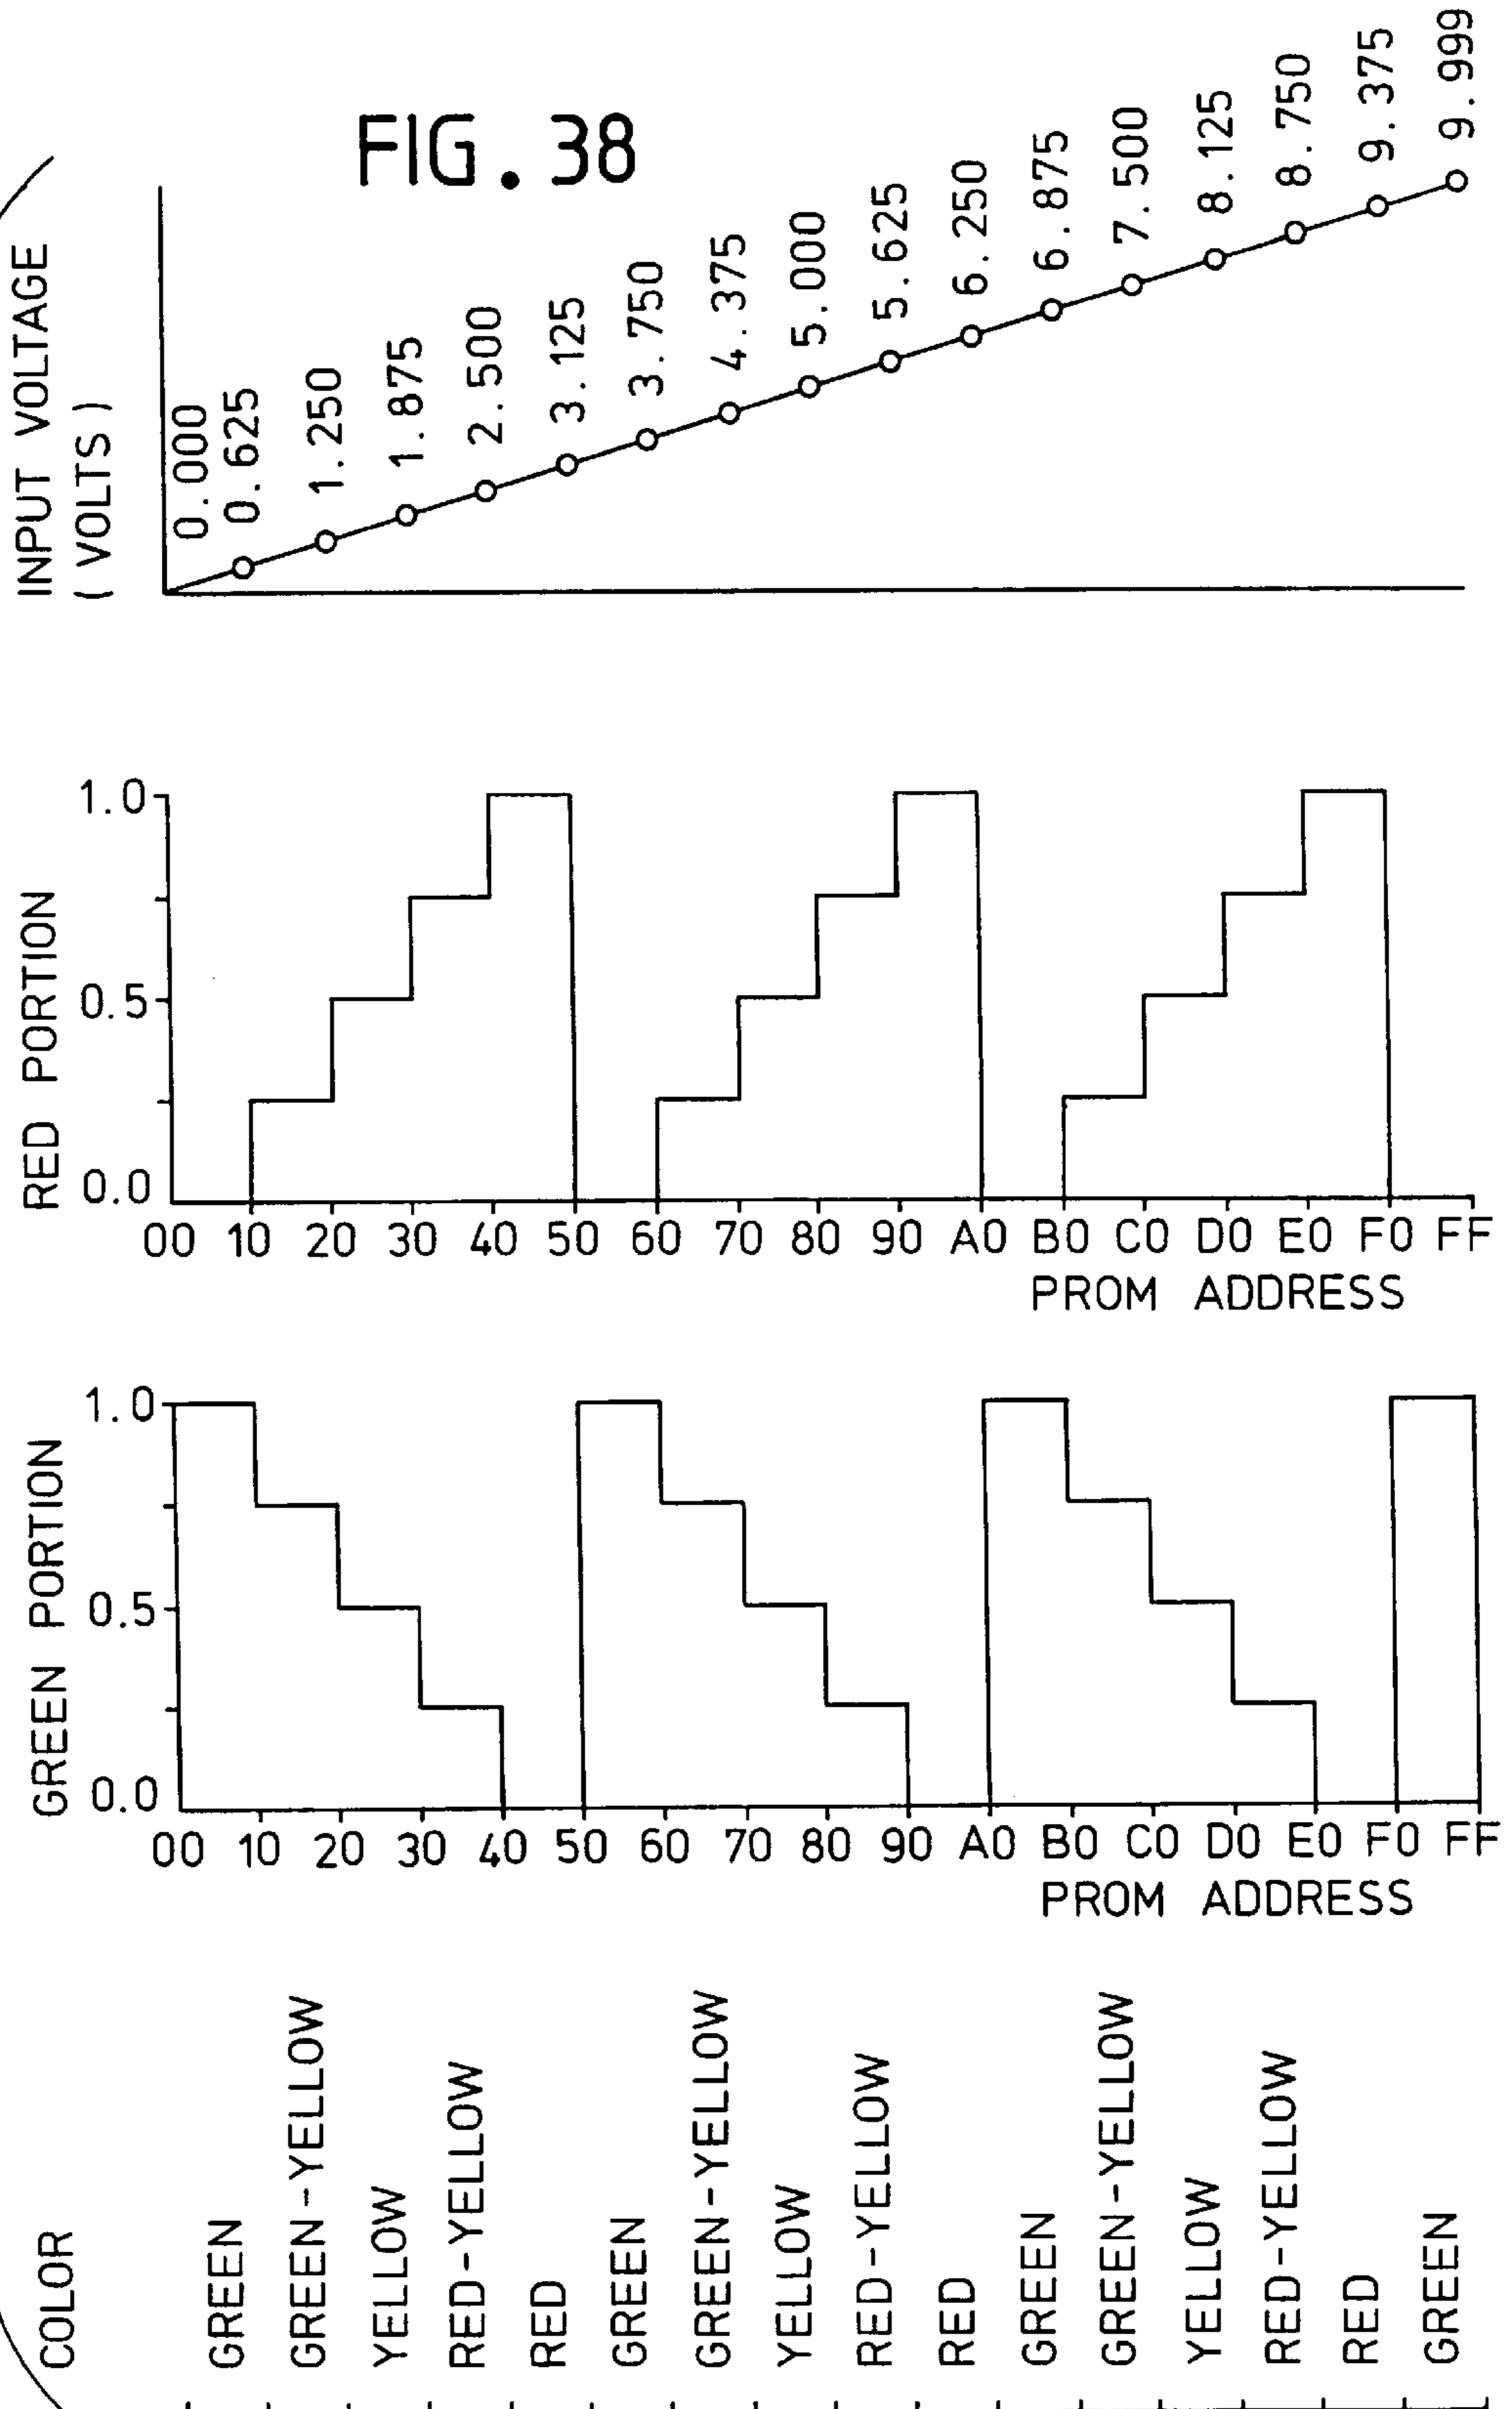 FIG. 38
INPUT VOLTAGE
(VOLTS)
0.000
0.625
1.250
1.875
2.500
3.125
3.750
4.375
5.000
5.625
6.250
6.875
7.500
8.125
8.750
9.375
9.999
RED PORTION
1.0
0.5
0.0
00 10 20 30 40 50 60 70 80 90 A0 B0 C0 D0 E0 F0 FF
PROM ADDRESS
GREEN PORTION
1.0
0.5
0.0
00 10 20 30 40 50 60 70 80 90 A0 B0 C0 D0 E0 F0 FF
PROM ADDRESS
COLOR
GREEN
GREEN-YELLOW
YELLOW
RED-YELLOW
RED
GREEN
GREEN-YELLOW
YELLOW
RED-YELLOW
RED
GREEN
GREEN-YELLOW
YELLOW
RED-YELLOW
RED
GREEN